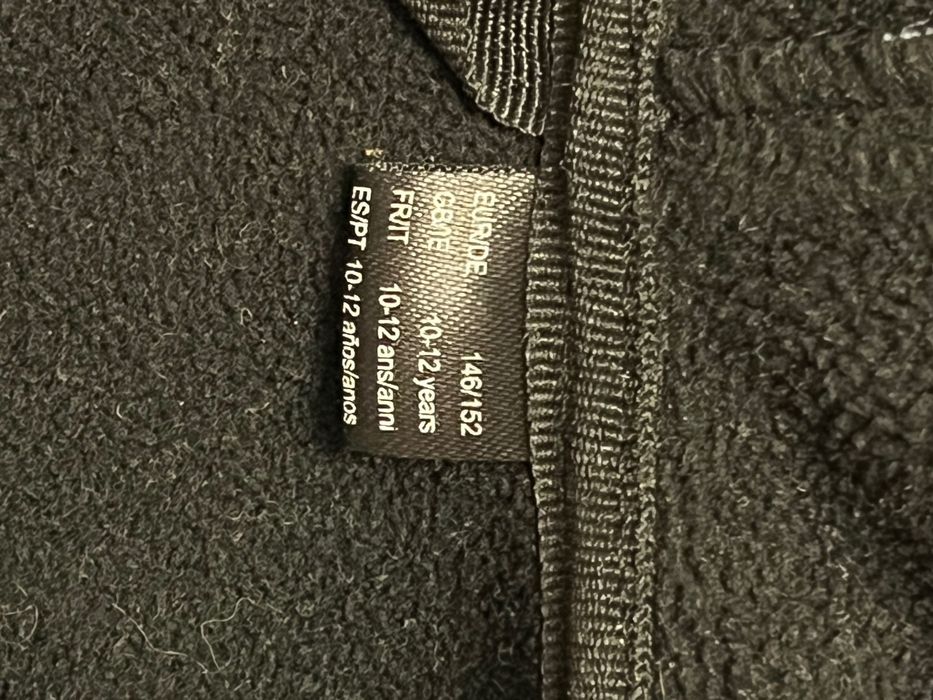 EUR/DE 146/152
GB/IE 10-12 years
FR/IT 10-12 ans/anni
ES/PT 10-12 años/anos